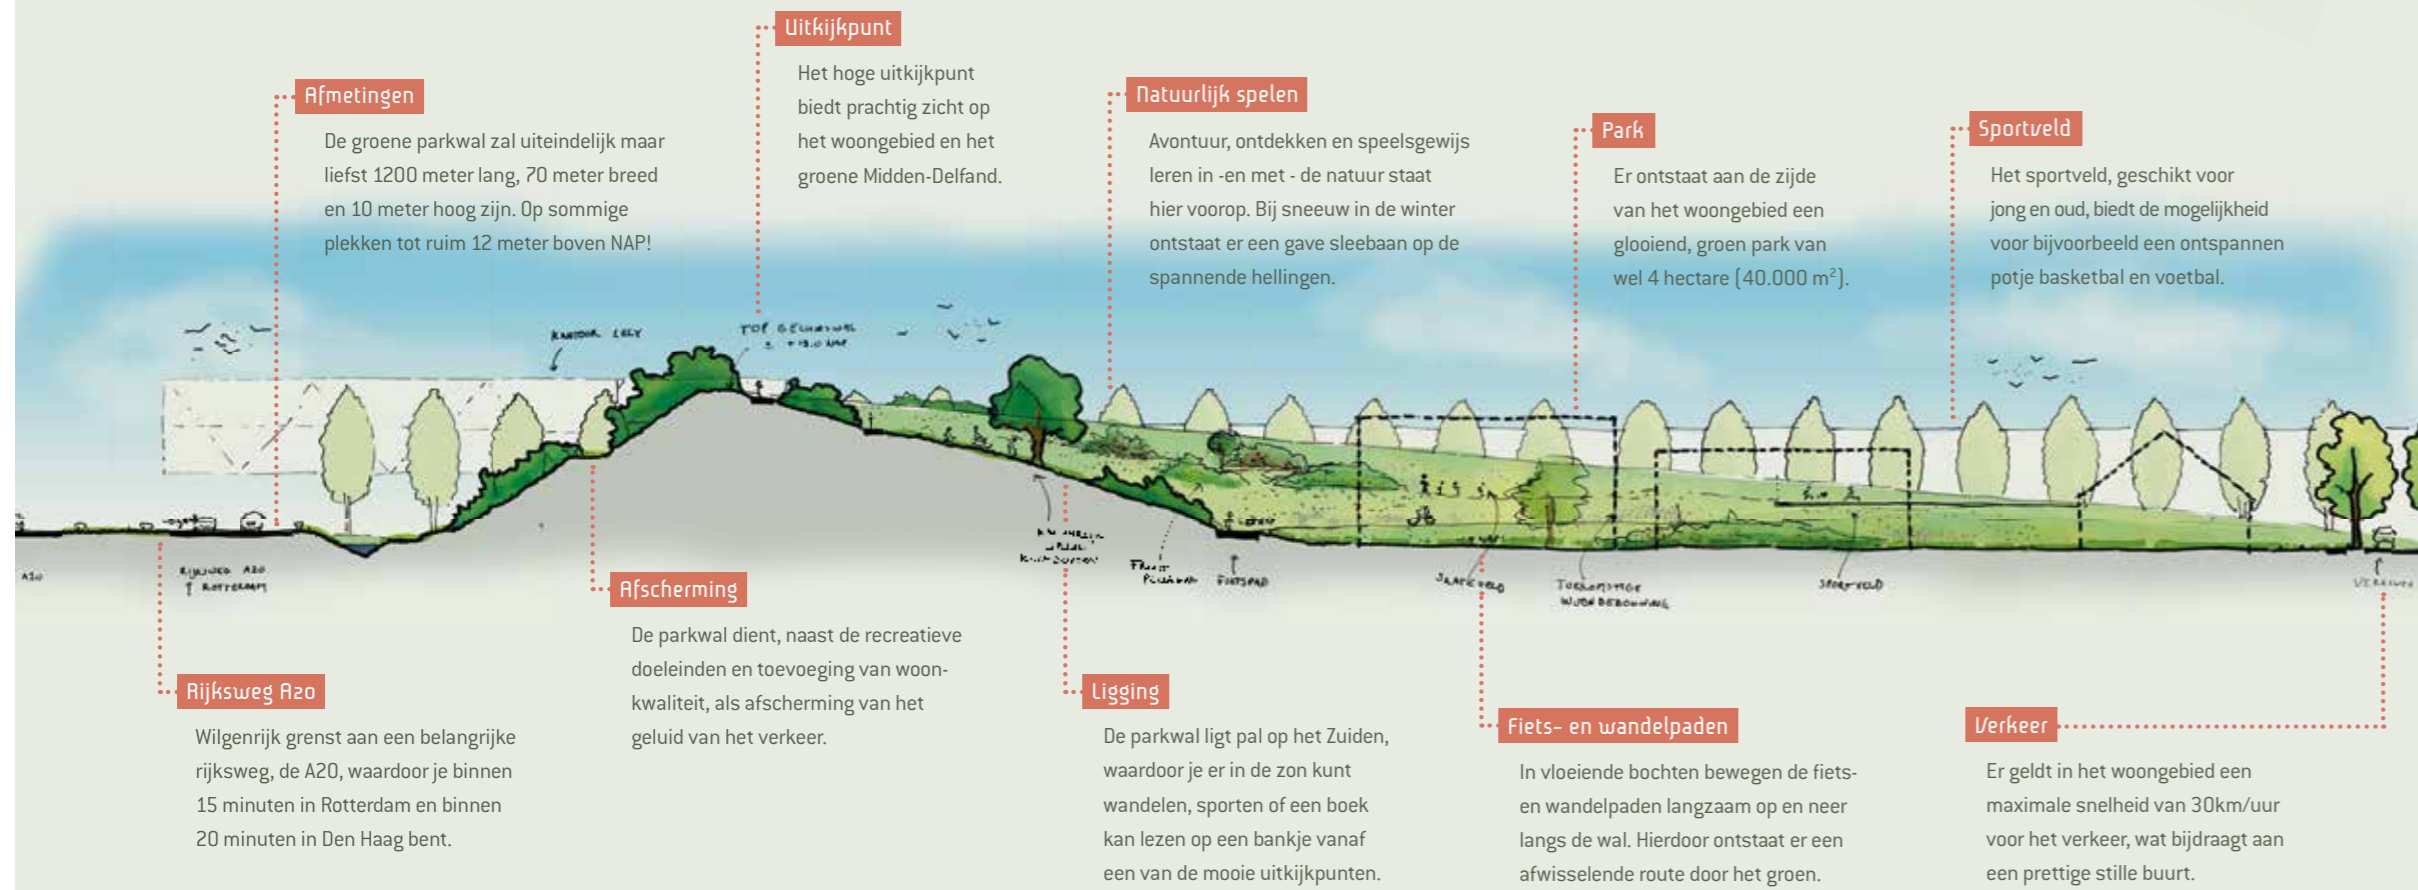 Uitkijkpunt
Het hoge uitkijkpunt
biedt prachtig zicht op
het woongebied en het
groene Midden-Delfand.
Afmetingen
De groene parkwal zal uiteindelijk maar
liefst 1200 meter lang, 70 meter breed
en 10 meter hoog zijn. Op sommige
plekken tot ruim 12 meter boven NAP!
Natuurlijk spelen
Avontuur, ontdekken en speelsgewijs
leren in -en met - de natuur staat
hier voorop. Bij sneeuw in de winter
ontstaat er een gave sleebaan op de
spannende hellingen.
Park
Er ontstaat aan de zijde
van het woongebied een
glooiend, groen park van
wel 4 hectare (40.000 m²).
Sportveld
Het sportveld, geschikt voor
jong en oud, biedt de mogelijkheid
voor bijvoorbeeld een ontspannen
potje basketbal en voetbal.
KANTOOR LELY
TOP GELUIDSWAL
A20
RIJKSWEG A20
ROTTERDAM
FIETSPAD
TOEKOMSTIGE
WOONBEBOUWING
SPORTVELD
Afscherming
De parkwal dient, naast de recreatieve
doeleinden en toevoeging van woon-
kwaliteit, als afscherming van het
geluid van het verkeer.
Rijksweg A20
Wilgenrijk grenst aan een belangrijke
rijksweg, de A20, waardoor je binnen
15 minuten in Rotterdam en binnen
20 minuten in Den Haag bent.
Ligging
De parkwal ligt pal op het Zuiden,
waardoor je er in de zon kunt
wandelen, sporten of een boek
kan lezen op een bankje vanaf
een van de mooie uitkijkpunten.
Fiets- en wandelpaden
In vloeiende bochten bewegen de fiets-
en wandelpaden langzaam op en neer
langs de wal. Hierdoor ontstaat er een
afwisselende route door het groen.
Verkeer
Er geldt in het woongebied een
maximale snelheid van 30km/uur
voor het verkeer, wat bijdraagt aan
een prettige stille buurt.